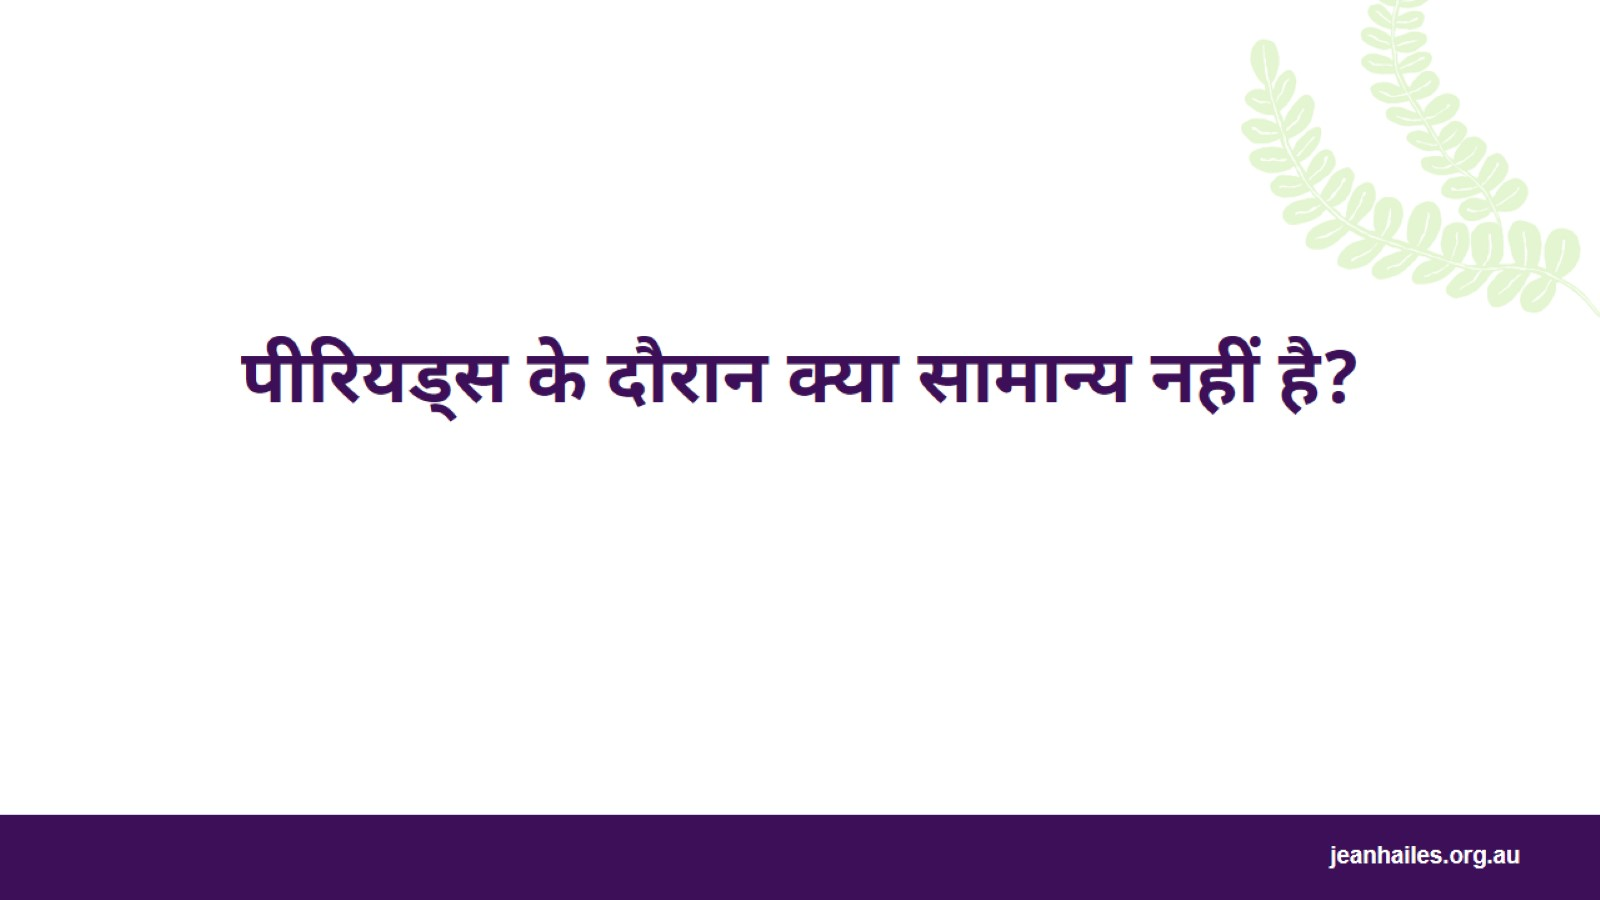 पीरियड्स के दौरान क्या सामान्य नहीं है?
jeanhailes.org.au